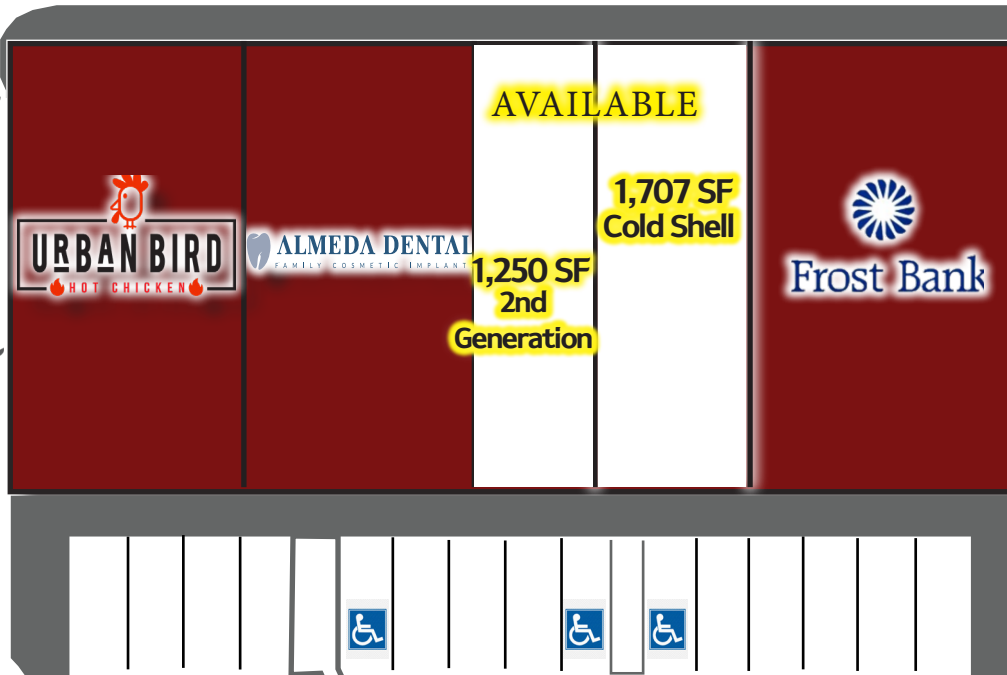 AVAILABLE
URBAN BIRD
HOT CHICKEN
ALMEDA DENTAL
FAMILY COSMETIC IMPLANT
1,250 SF
2nd
Generation
1,707 SF
Cold Shell
Frost Bank